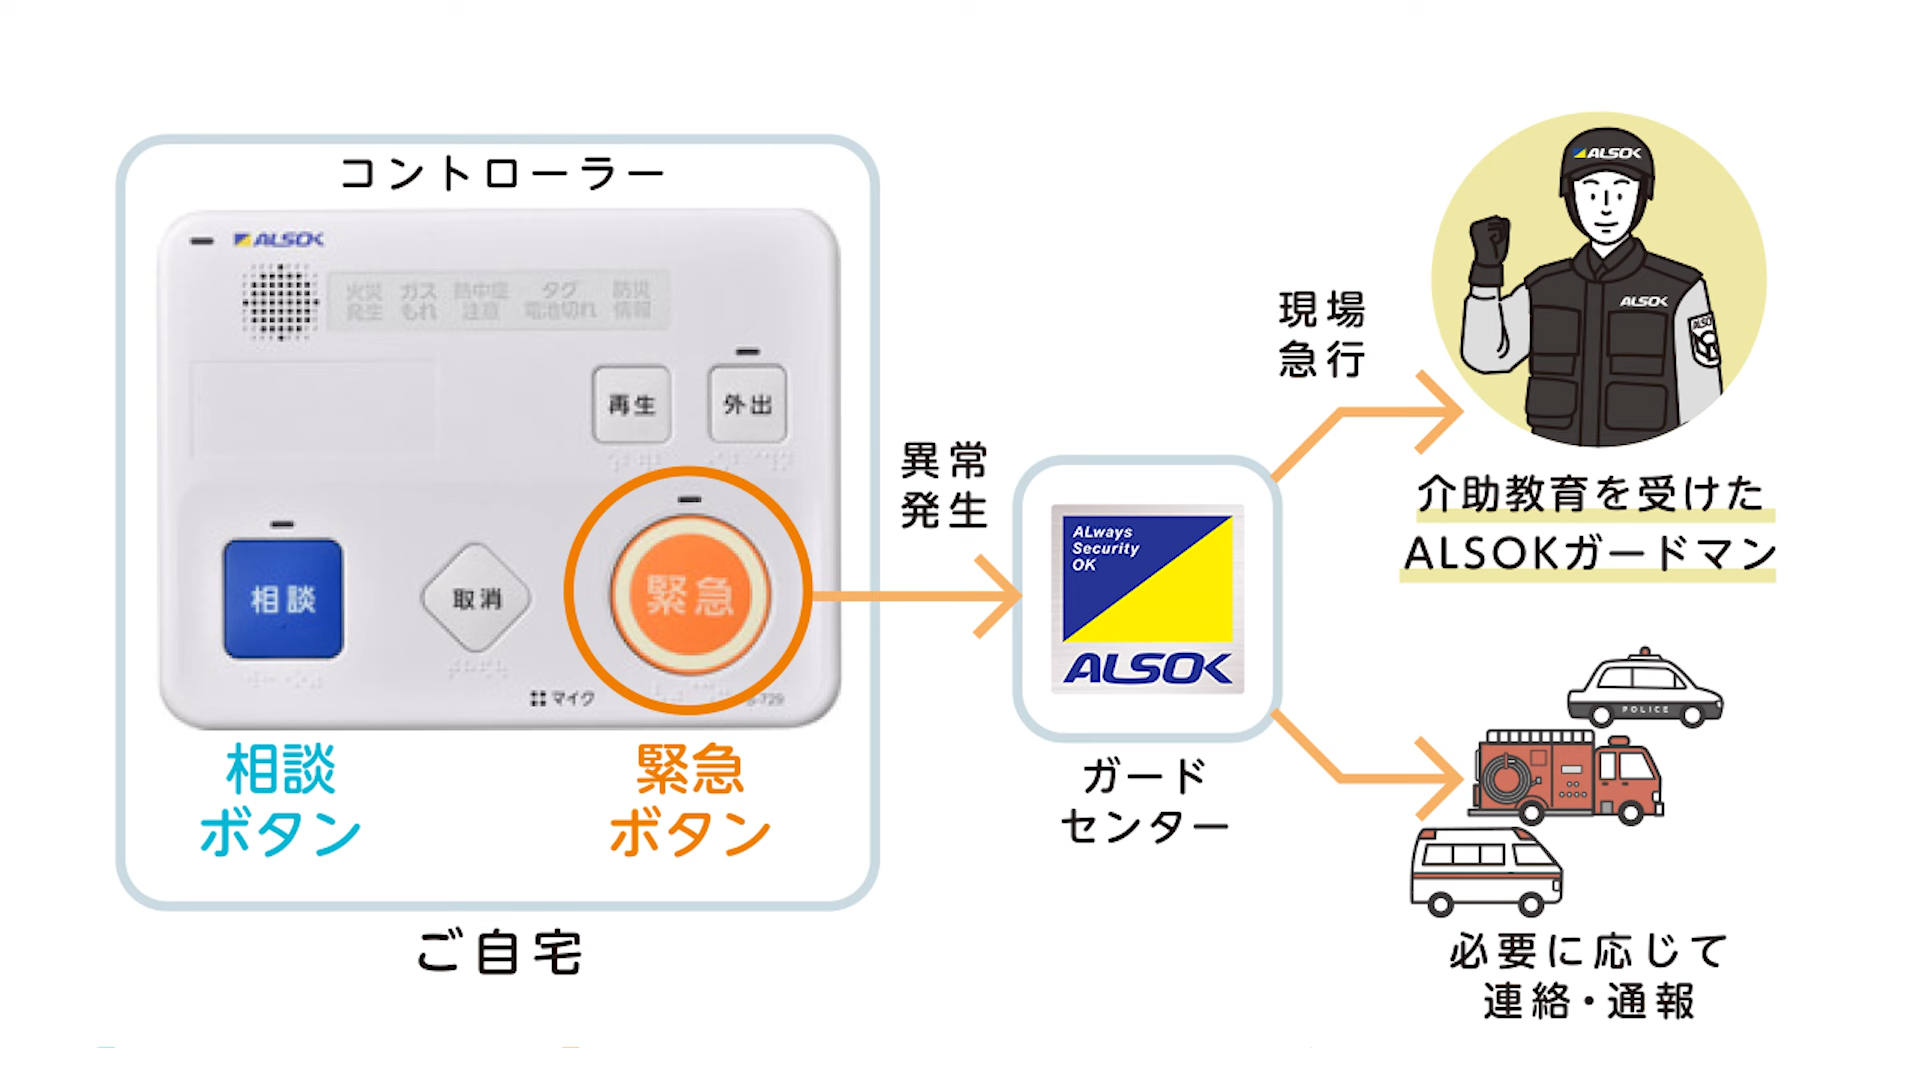 コントローラー
ALSOK
火災 ガス 熱中症 タグ 防災
発生 もれ 注意 電池切れ 情報
再生
外出
相談
取消
緊急
マイク
相談
ボタン
緊急
ボタン
ご自宅
異常
発生
ALways
Security
OK
ALSOK
ガード
センター
現場
急行
ALSOK
ALSOK
介助教育を受けた
ALSOKガードマン
POLICE
必要に応じて
連絡・通報